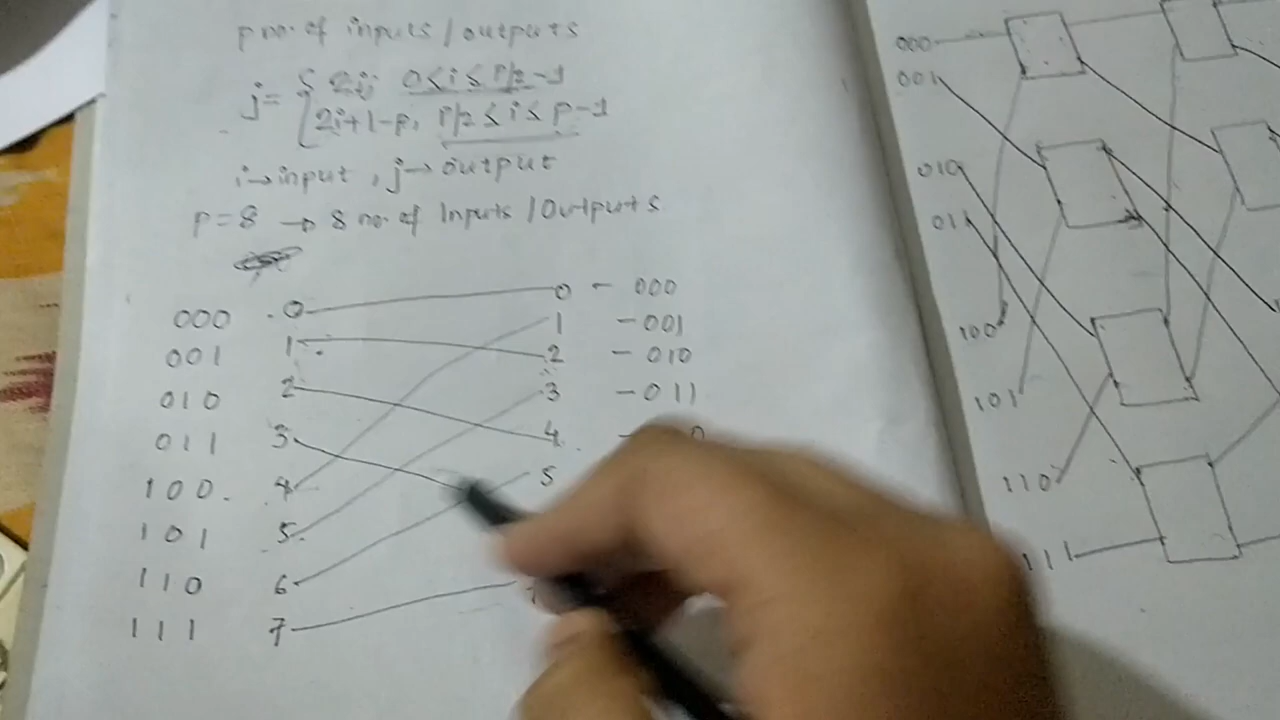 p no. of inputs / outputs
j = { 2i, 0 ≤ i ≤ P/2 - 1
2i+1-p, P/2 ≤ i ≤ p-1
i → input, j → output
P = 8 → 8 no. of Inputs / Outputs
000 0 0 - 000
001 1 1 - 001
010 2 2 - 010
011 3 3 - 011
100 4 4 - 0
101 5 5
110 6
111 7
000
001
010
011
100
101
110
111